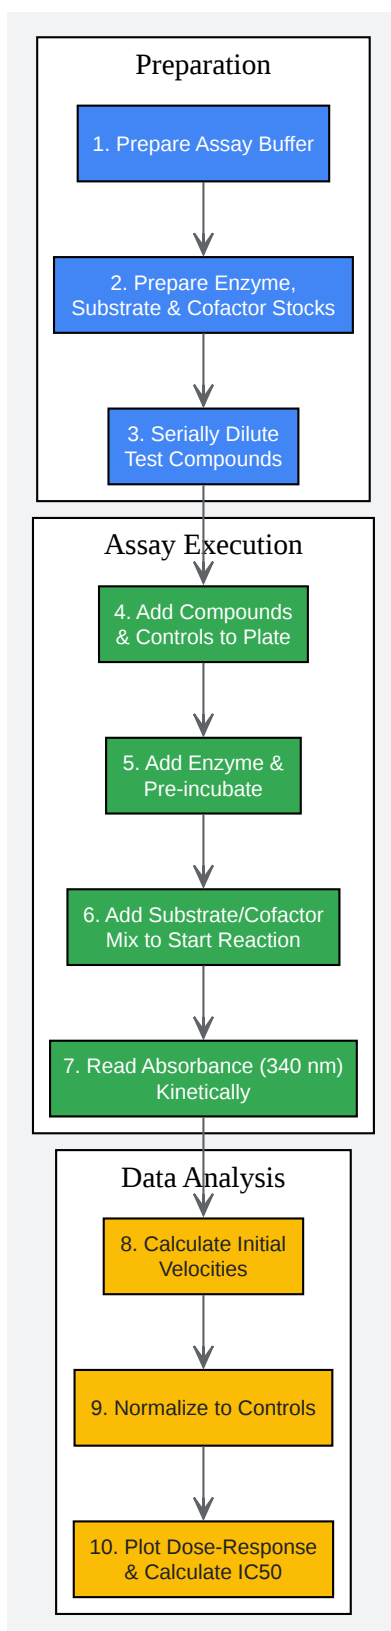 Preparation
1. Prepare Assay Buffer
2. Prepare Enzyme,
Substrate & Cofactor Stocks
3. Serially Dilute
Test Compounds
Assay Execution
4. Add Compounds
& Controls to Plate
5. Add Enzyme &
Pre-incubate
6. Add Substrate/Cofactor
Mix to Start Reaction
7. Read Absorbance (340 nm)
Kinetically
Data Analysis
8. Calculate Initial
Velocities
9. Normalize to Controls
10. Plot Dose-Response
& Calculate IC50